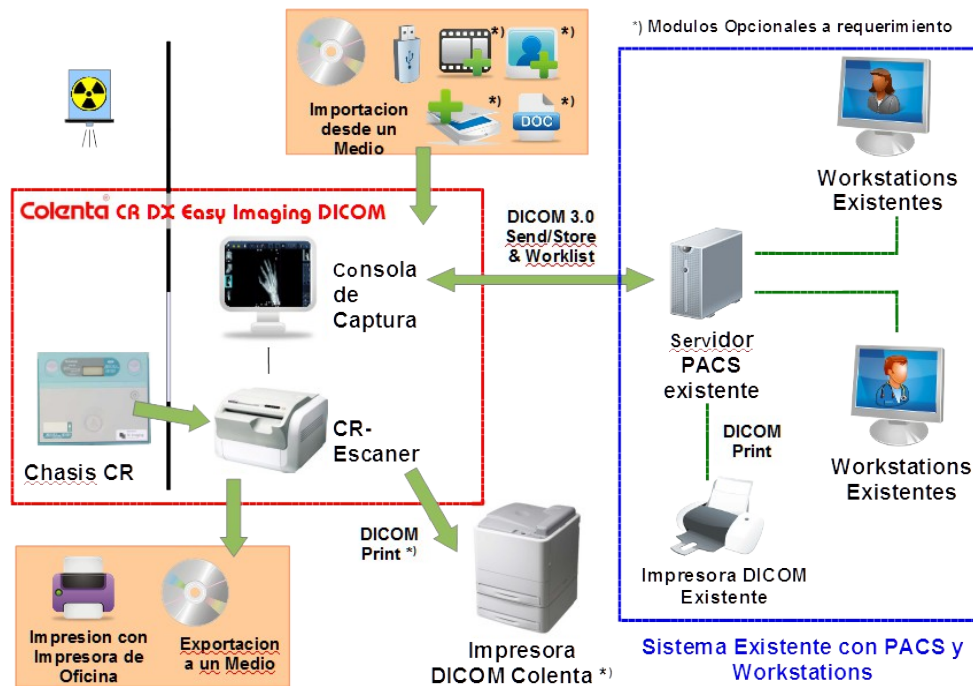 *) Modulos Opcionales a requerimiento
*)
*)
*)
*)
DOC
Importacion
desde un
Medio
Colenta® CR DX Easy Imaging DICOM
DICOM 3.0
Send/Store
& Worklist
Consola
de
Captura
Workstations
Existentes
Servidor
PACS
existente
Chasis CR
CR-
Escaner
DICOM
Print
Workstations
Existentes
DICOM
Print *)
Impresora DICOM
Existente
Impresion con
Impresora de
Oficina
Exportacion
a un Medio
Impresora
DICOM Colenta *)
Sistema Existente con PACS y
Workstations